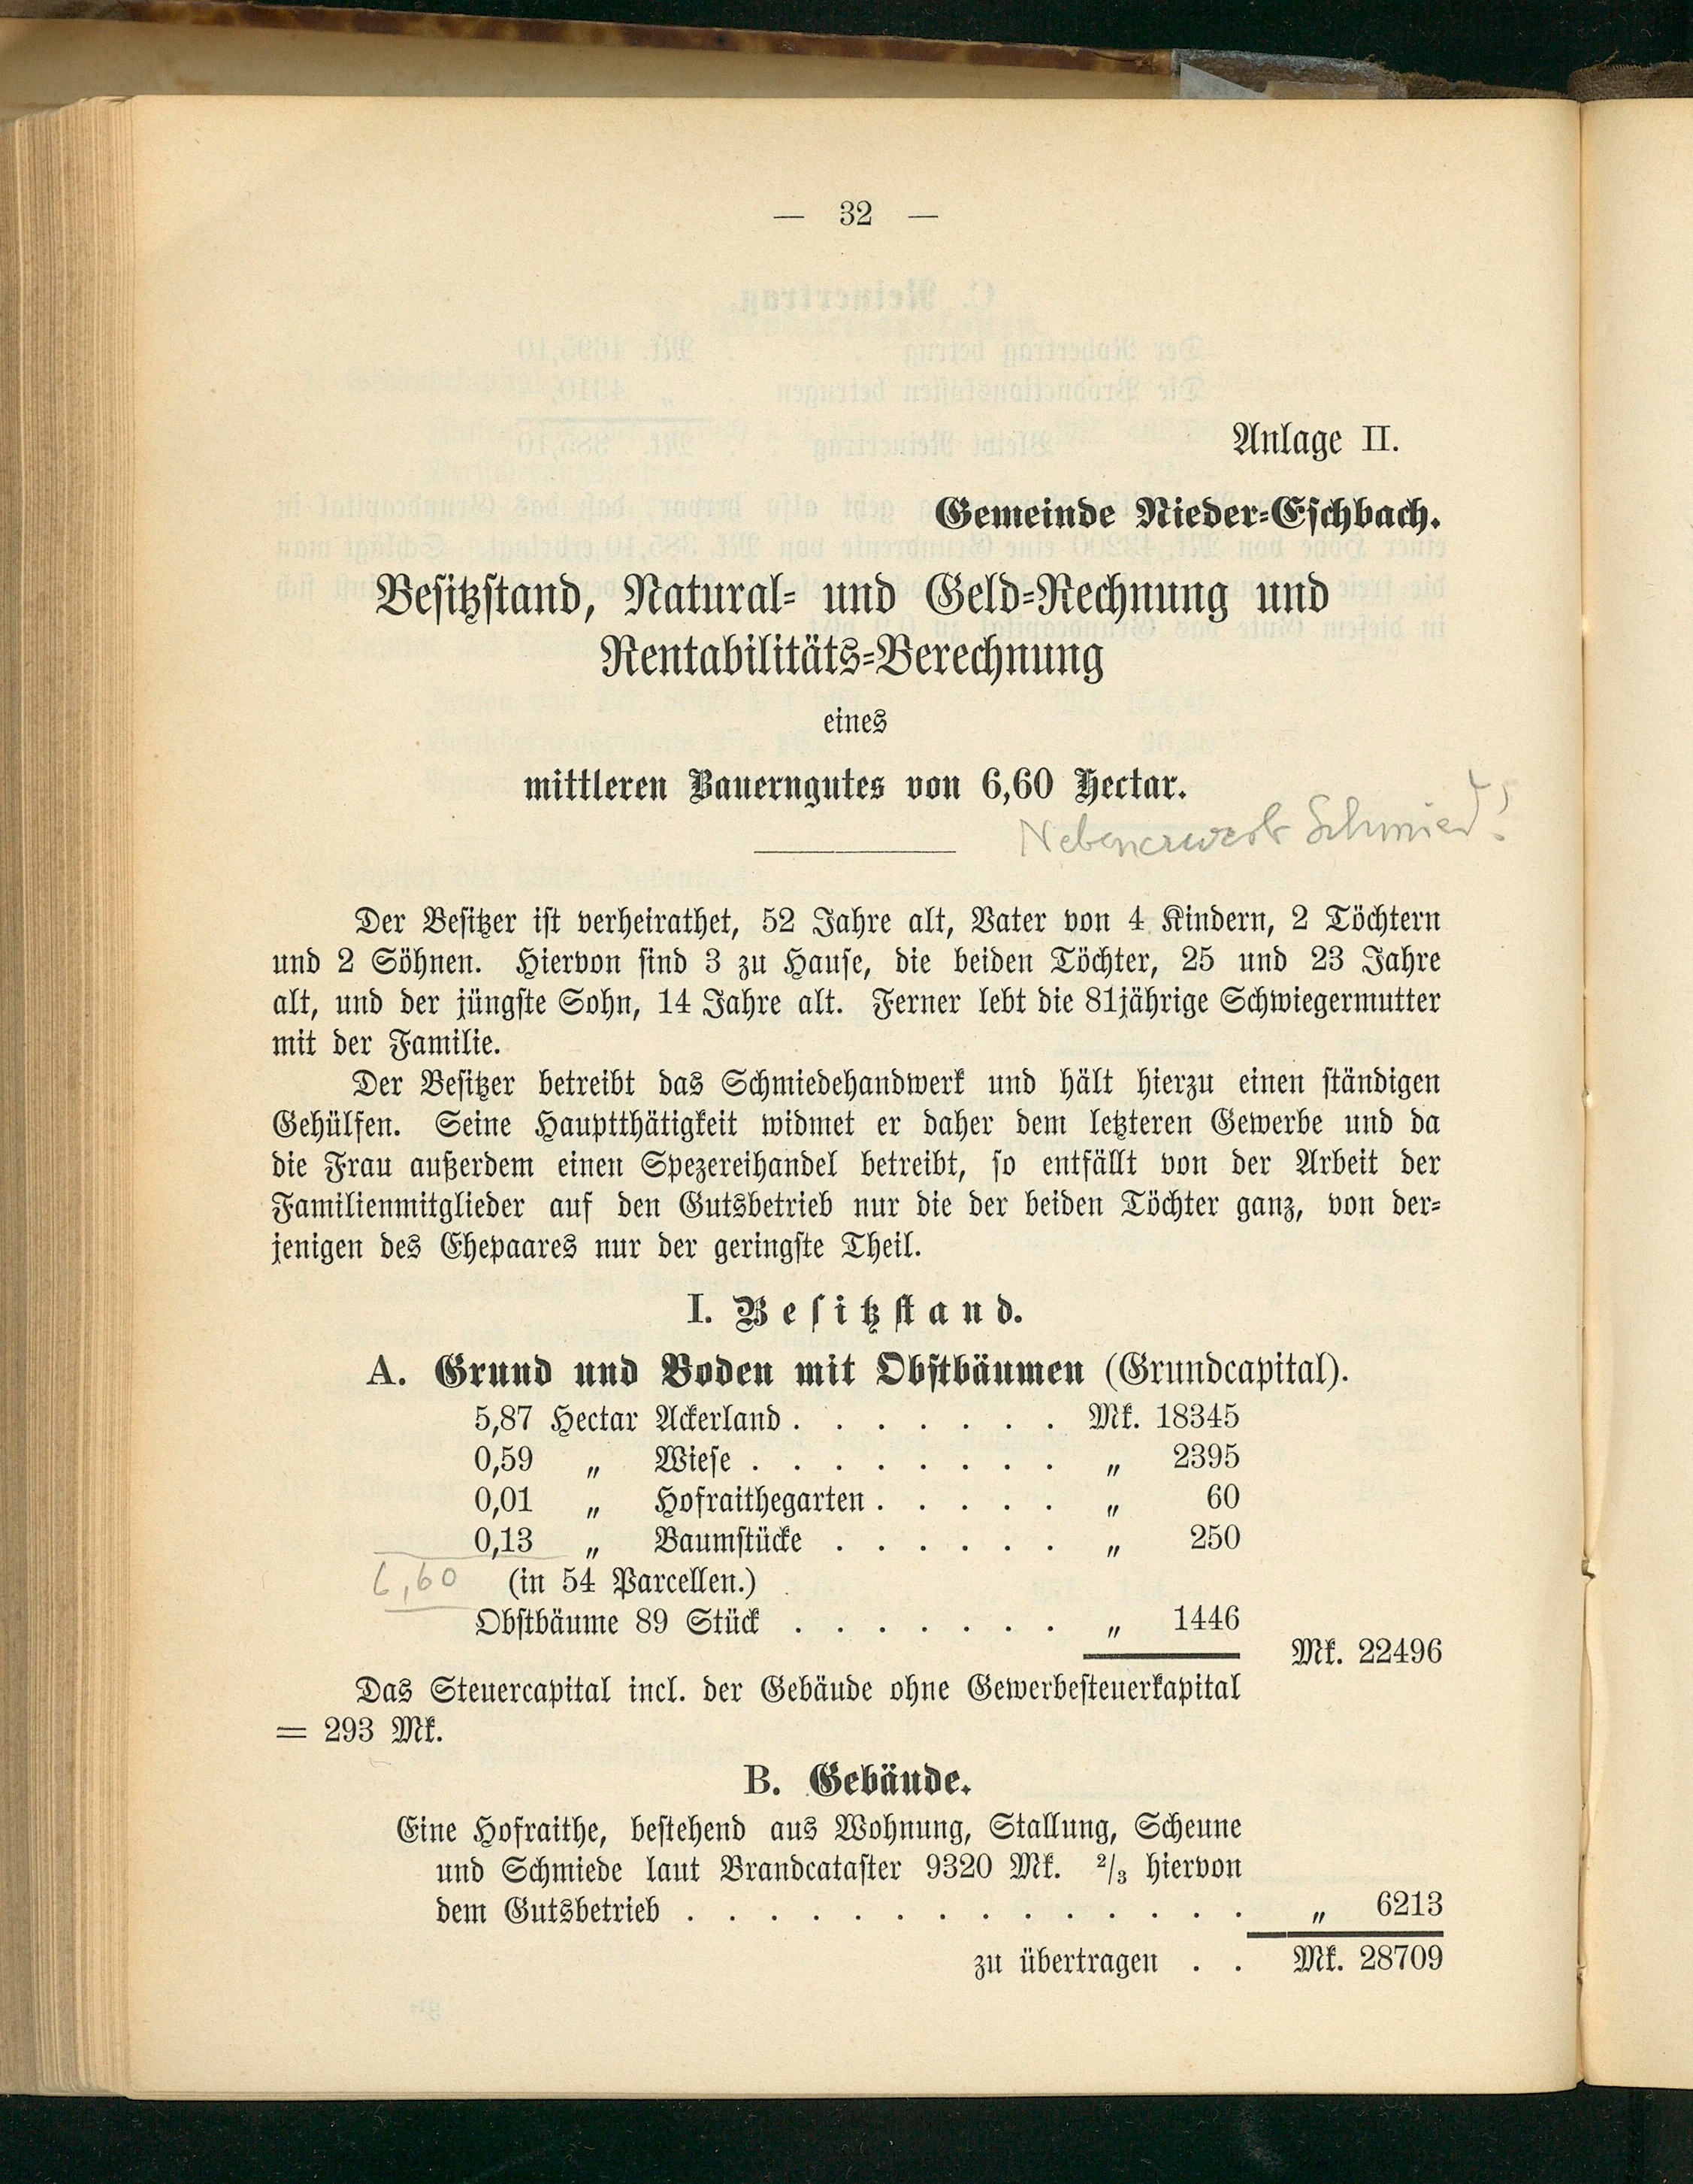 — 32 —
Anlage II.
Gemeinde Nieder-Eschbach.
Besitzstand, Natural- und Geld-Rechnung und
Rentabilitäts-Berechnung
eines
mittleren Bauerngutes von 6,60 Hectar.
Nebenerwerb Schmied!
Der Besitzer ist verheirathet, 52 Jahre alt, Vater von 4 Kindern, 2 Töchtern
und 2 Söhnen. Hiervon sind 3 zu Hause, die beiden Töchter, 25 und 23 Jahre
alt, und der jüngste Sohn, 14 Jahre alt. Ferner lebt die 81jährige Schwiegermutter
mit der Familie.
Der Besitzer betreibt das Schmiedehandwerk und hält hierzu einen ständigen
Gehülfen. Seine Hauptthätigkeit widmet er daher dem letzteren Gewerbe und da
die Frau außerdem einen Spezereihandel betreibt, so entfällt von der Arbeit der
Familienmitglieder auf den Gutsbetrieb nur die der beiden Töchter ganz, von der-
jenigen des Ehepaares nur der geringste Theil.
I. Besitzstand.
A. Grund und Boden mit Obstbäumen (Grundcapital).
5,87 Hectar Ackerland . . . . . . . Mk. 18345
0,59 „ Wiese . . . . . . . . „ 2395
0,01 „ Hofraithegarten . . . . . „ 60
0,13 „ Baumstücke . . . . . . „ 250
6,60 (in 54 Parcellen.)
Obstbäume 89 Stück . . . . . . . „ 1446
Mk. 22496
Das Steuercapital incl. der Gebäude ohne Gewerbesteuerkapital
= 293 Mk.
B. Gebäude.
Eine Hofraithe, bestehend aus Wohnung, Stallung, Scheune
und Schmiede laut Brandcataster 9320 Mk. 2/3 hiervon
dem Gutsbetrieb . . . . . . . . . . . . . . „ 6213
zu übertragen . . Mk. 28709